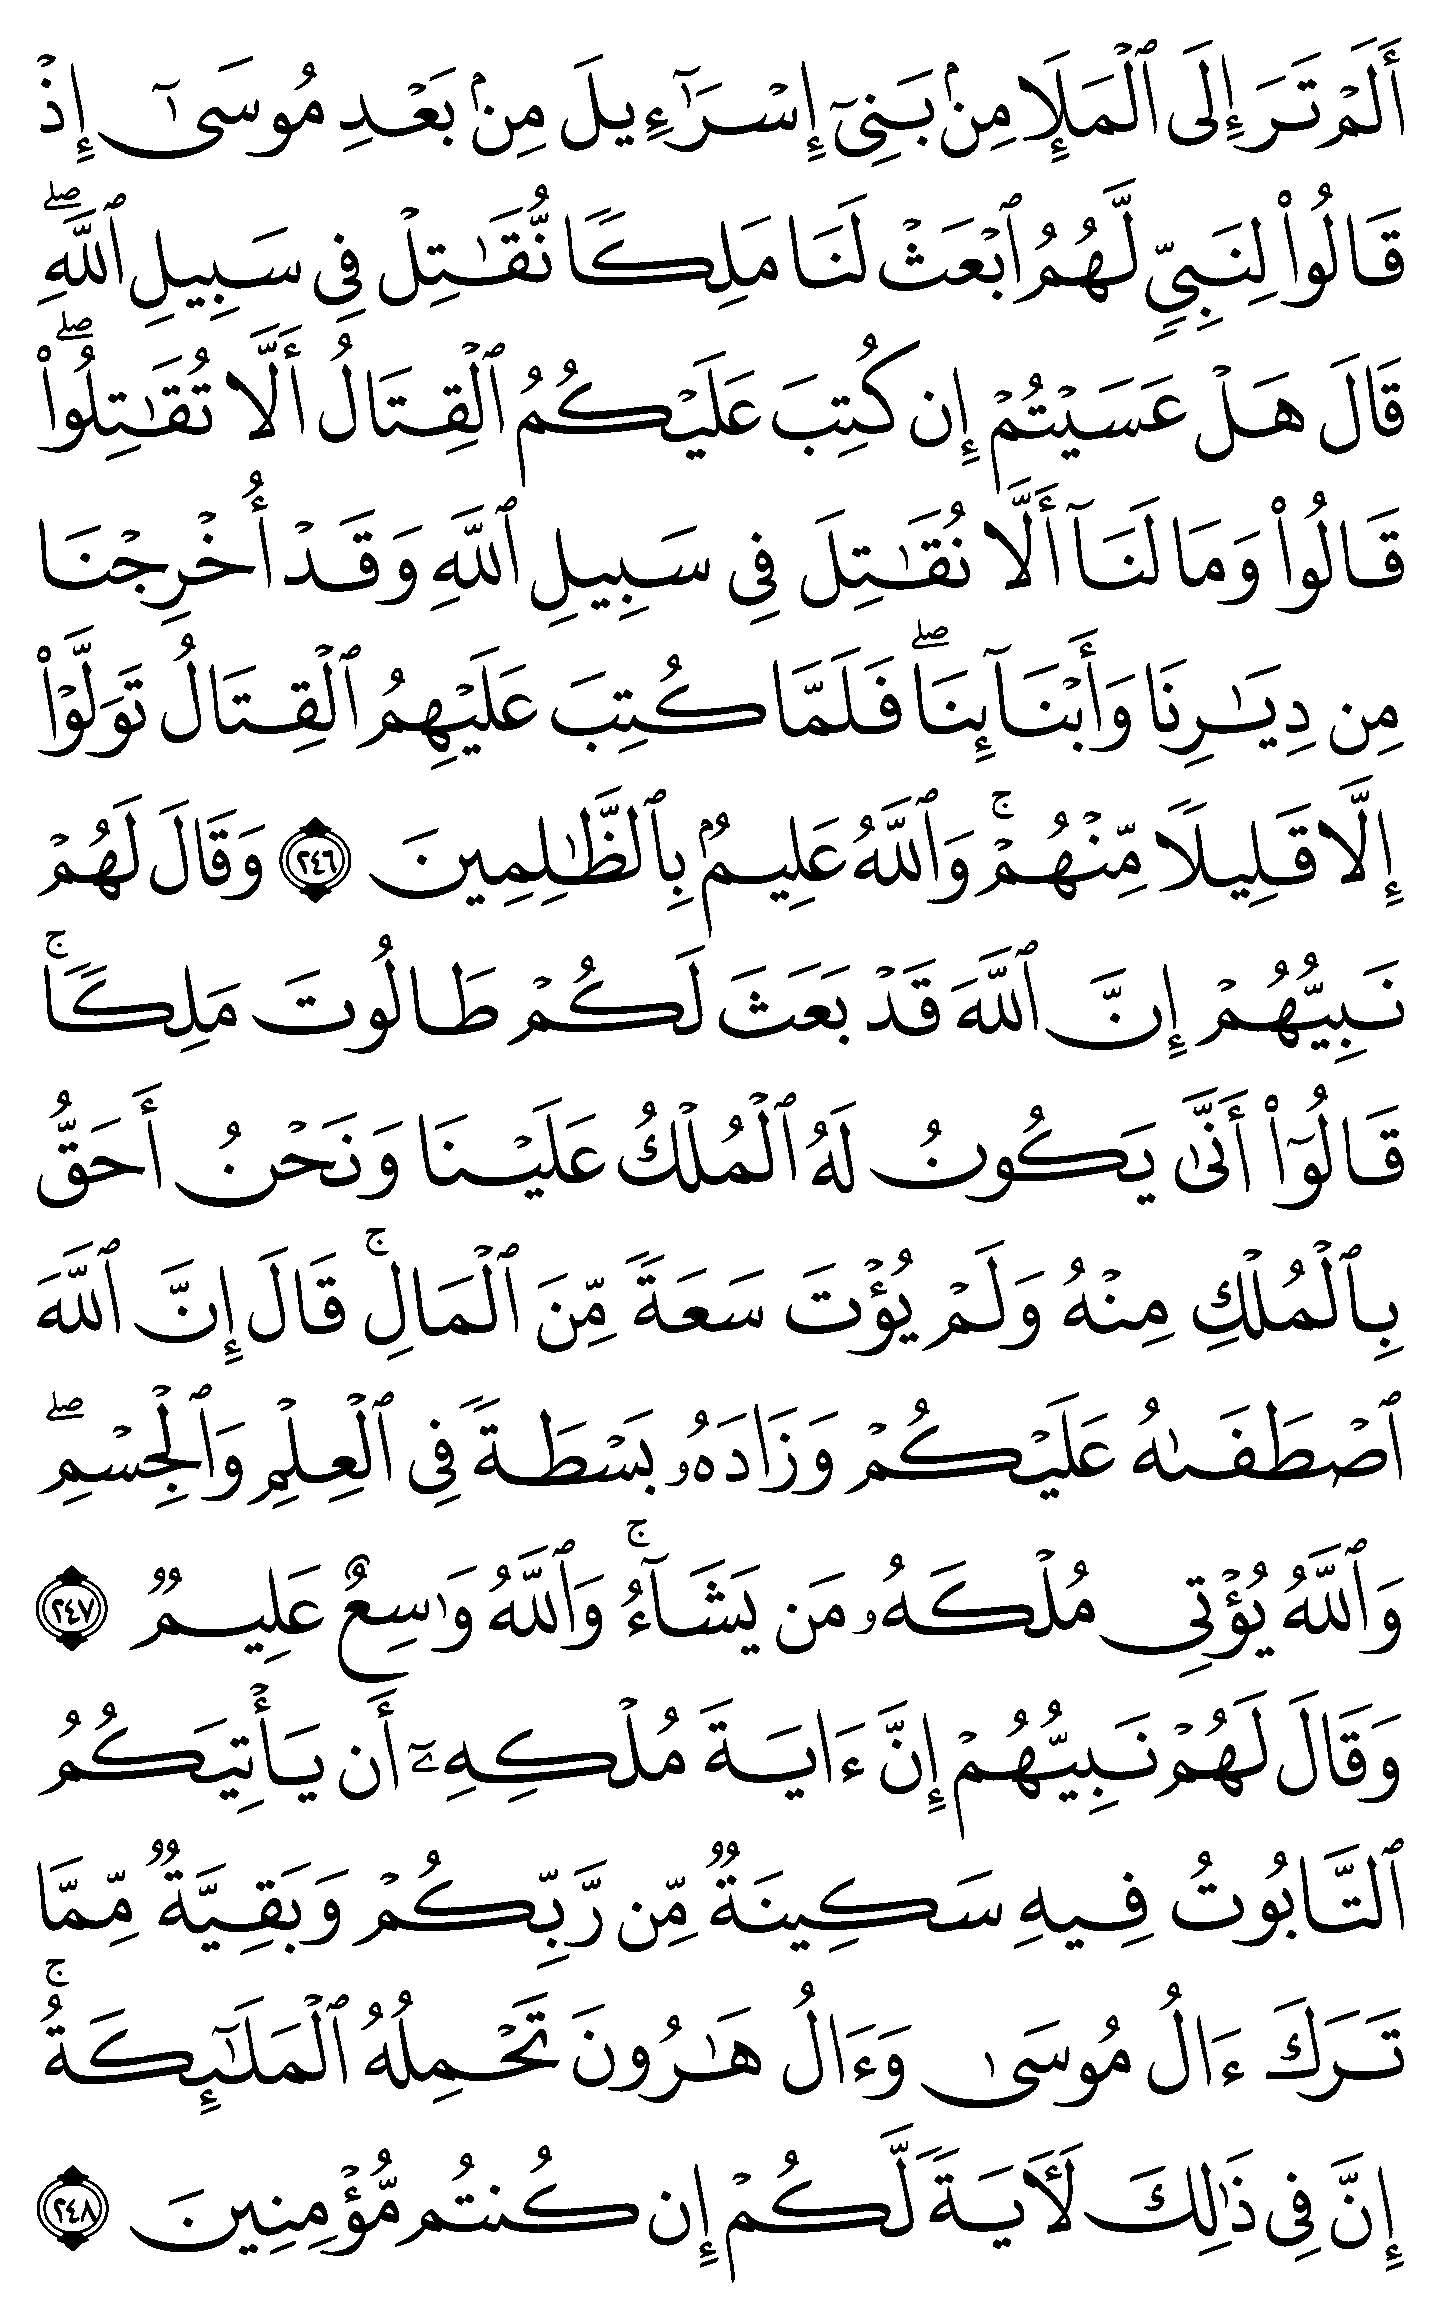 أَلَمۡ تَرَ إِلَى ٱلۡمَلَإِ مِنۢ بَنِيٓ إِسۡرَٰٓءِيلَ مِنۢ بَعۡدِ مُوسَىٰٓ إِذۡ
قَالُواْ لِنَبِيّٖ لَّهُمُ ٱبۡعَثۡ لَنَا مَلِكٗا نُّقَٰتِلۡ فِي سَبِيلِ ٱللَّهِۖ
قَالَ هَلۡ عَسَيۡتُمۡ إِن كُتِبَ عَلَيۡكُمُ ٱلۡقِتَالُ أَلَّا تُقَٰتِلُواْۖ
قَالُواْ وَمَا لَنَآ أَلَّا نُقَٰتِلَ فِي سَبِيلِ ٱللَّهِ وَقَدۡ أُخۡرِجۡنَا
مِن دِيَٰرِنَا وَأَبۡنَآئِنَاۖ فَلَمَّا كُتِبَ عَلَيۡهِمُ ٱلۡقِتَالُ تَوَلَّوۡاْ
إِلَّا قَلِيلٗا مِّنۡهُمۡۚ وَٱللَّهُ عَلِيمُۢ بِٱلظَّٰلِمِينَ ٢٤٦ وَقَالَ لَهُمۡ
نَبِيُّهُمۡ إِنَّ ٱللَّهَ قَدۡ بَعَثَ لَكُمۡ طَالُوتَ مَلِكٗاۚ
قَالُوٓاْ أَنَّىٰ يَكُونُ لَهُ ٱلۡمُلۡكُ عَلَيۡنَا وَنَحۡنُ أَحَقُّ
بِٱلۡمُلۡكِ مِنۡهُ وَلَمۡ يُؤۡتَ سَعَةٗ مِّنَ ٱلۡمَالِۚ قَالَ إِنَّ ٱللَّهَ
ٱصۡطَفَىٰهُ عَلَيۡكُمۡ وَزَادَهُۥ بَسۡطَةٗ فِي ٱلۡعِلۡمِ وَٱلۡجِسۡمِۖ
وَٱللَّهُ يُؤۡتِي مُلۡكَهُۥ مَن يَشَآءُۚ وَٱللَّهُ وَٰسِعٌ عَلِيمٞ ٢٤٧
وَقَالَ لَهُمۡ نَبِيُّهُمۡ إِنَّ ءَايَةَ مُلۡكِهِۦٓ أَن يَأۡتِيَكُمُ
ٱلتَّابُوتُ فِيهِ سَكِينَةٞ مِّن رَّبِّكُمۡ وَبَقِيَّةٞ مِّمَّا
تَرَكَ ءَالُ مُوسَىٰ وَءَالُ هَٰرُونَ تَحۡمِلُهُ ٱلۡمَلَٰٓئِكَةُۚ
إِنَّ فِي ذَٰلِكَ لَأٓيَةٗ لَّكُمۡ إِن كُنتُم مُّؤۡمِنِينَ ٢٤٨